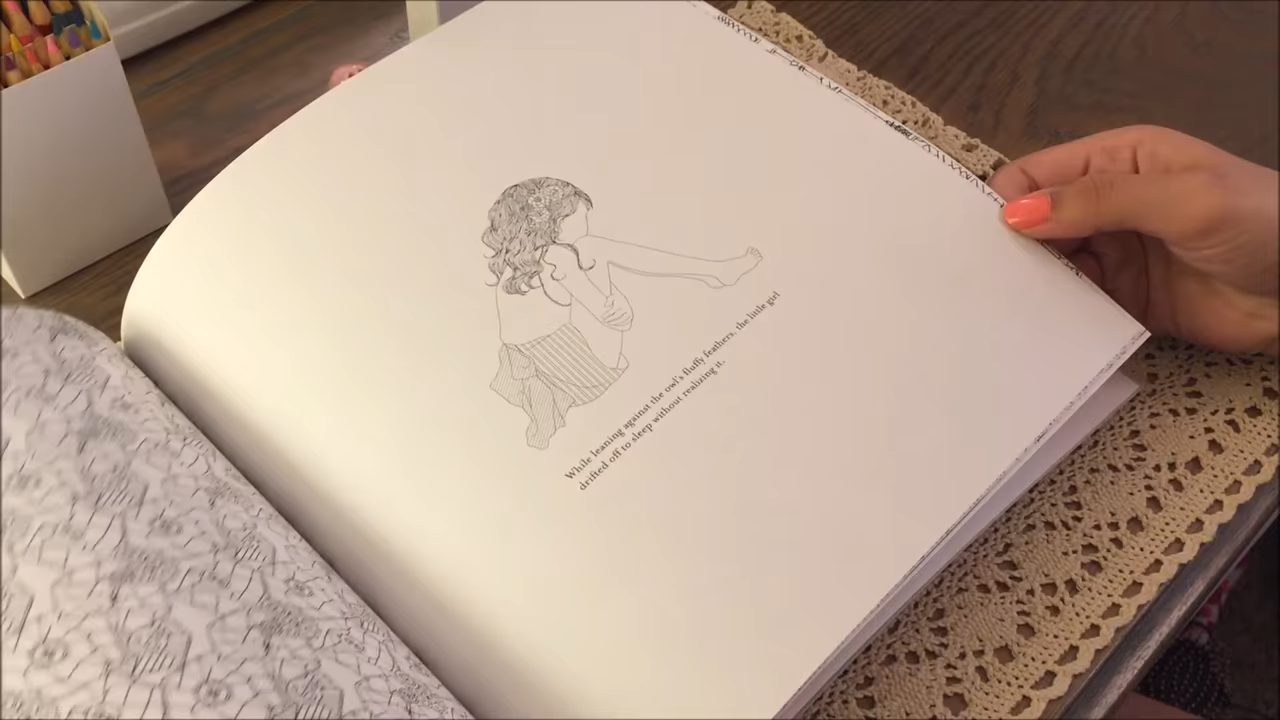 While leaning against the owl's fluffy feathers, the little girl
drifted off to sleep without realizing it.